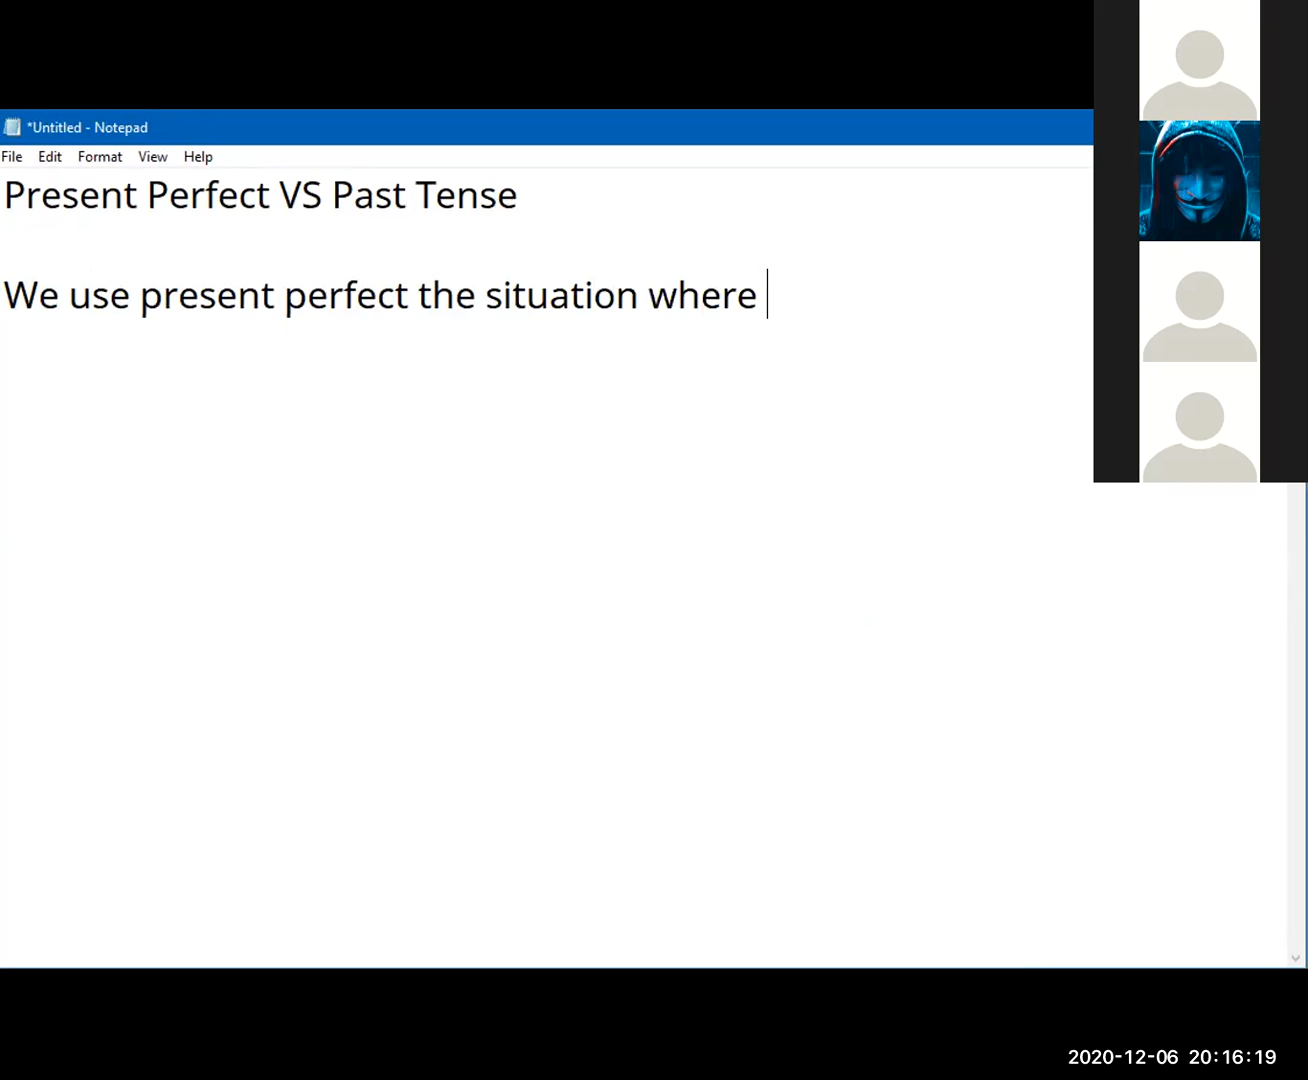 *Untitled - Notepad
File Edit Format View Help
Present Perfect VS Past Tense
We use present perfect the situation where
2020-12-06 20:16:19